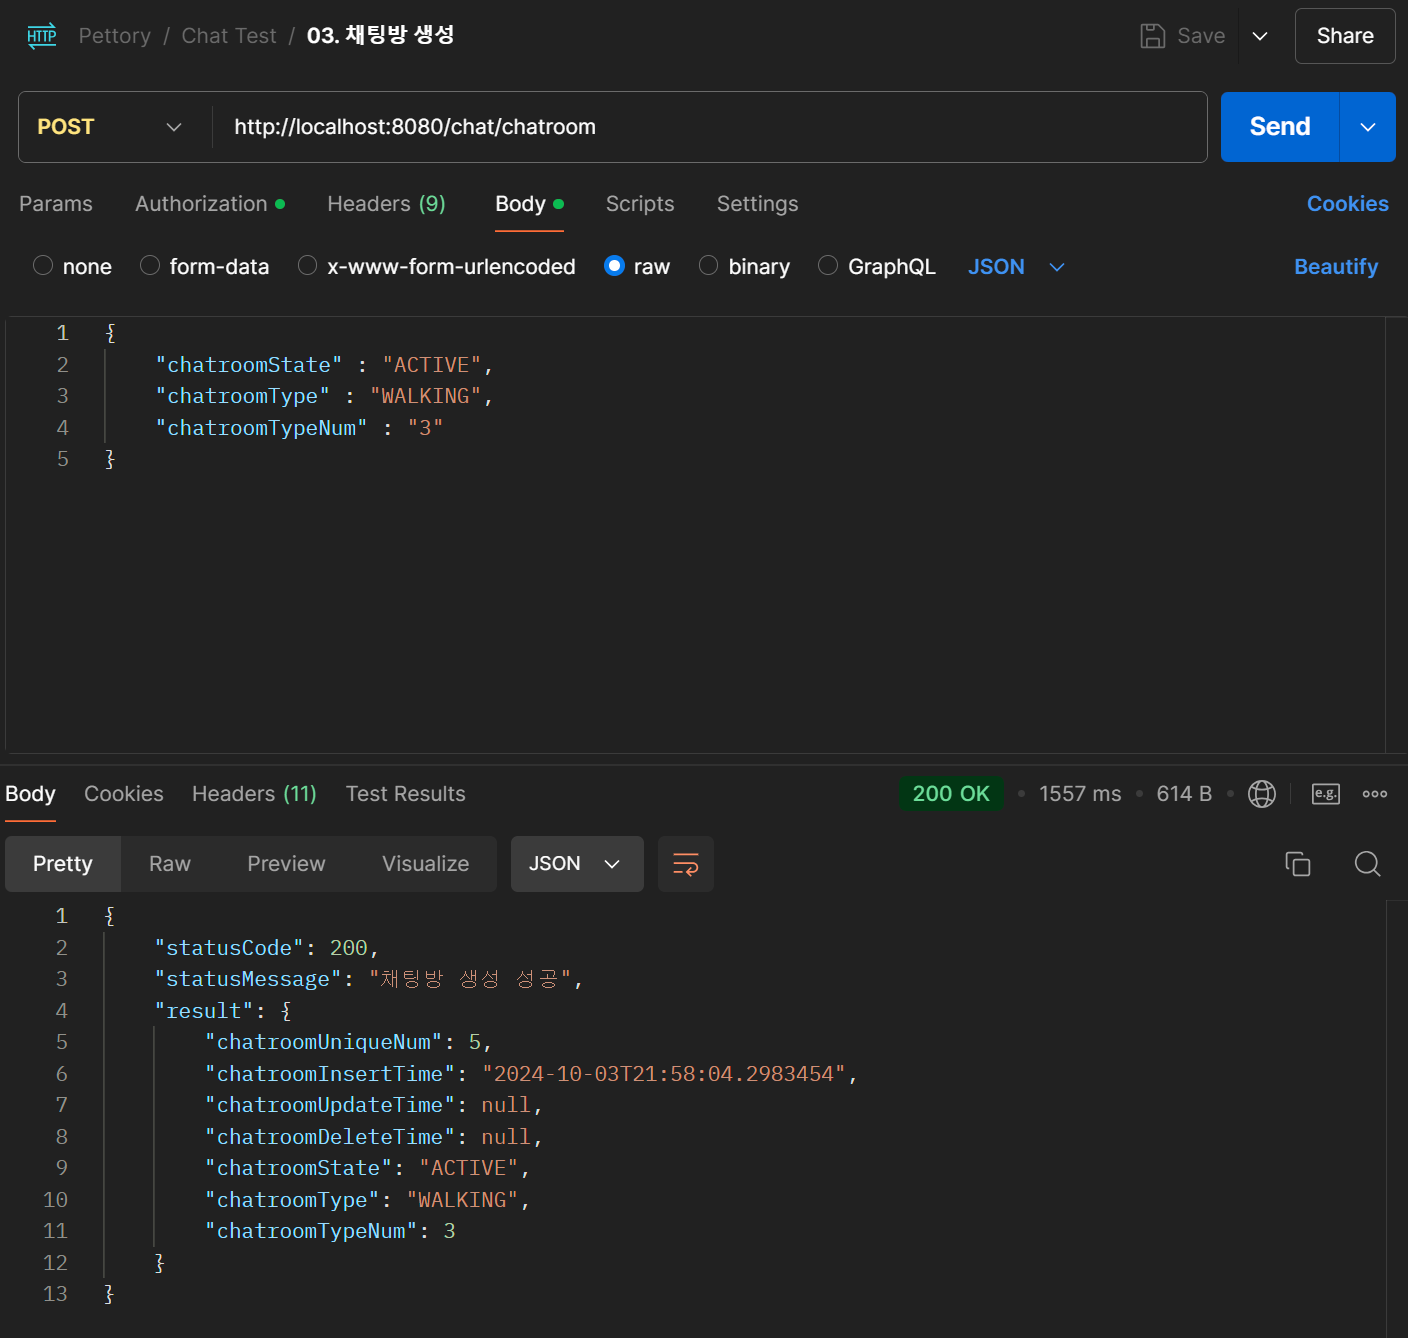 HTTP Pettory / Chat Test / 03. 채팅방 생성 Save Share
POST http://localhost:8080/chat/chatroom Send
Params Authorization Headers (9) Body Scripts Settings Cookies
none form-data x-www-form-urlencoded raw binary GraphQL JSON Beautify
1 {
2 "chatroomState" : "ACTIVE",
3 "chatroomType" : "WALKING",
4 "chatroomTypeNum" : "3"
5 }
Body Cookies Headers (11) Test Results 200 OK • 1557 ms • 614 B • e.g.
Pretty Raw Preview Visualize JSON
1 {
2 "statusCode": 200,
3 "statusMessage": "채팅방 생성 성공",
4 "result": {
5 "chatroomUniqueNum": 5,
6 "chatroomInsertTime": "2024-10-03T21:58:04.2983454",
7 "chatroomUpdateTime": null,
8 "chatroomDeleteTime": null,
9 "chatroomState": "ACTIVE",
10 "chatroomType": "WALKING",
11 "chatroomTypeNum": 3
12 }
13 }